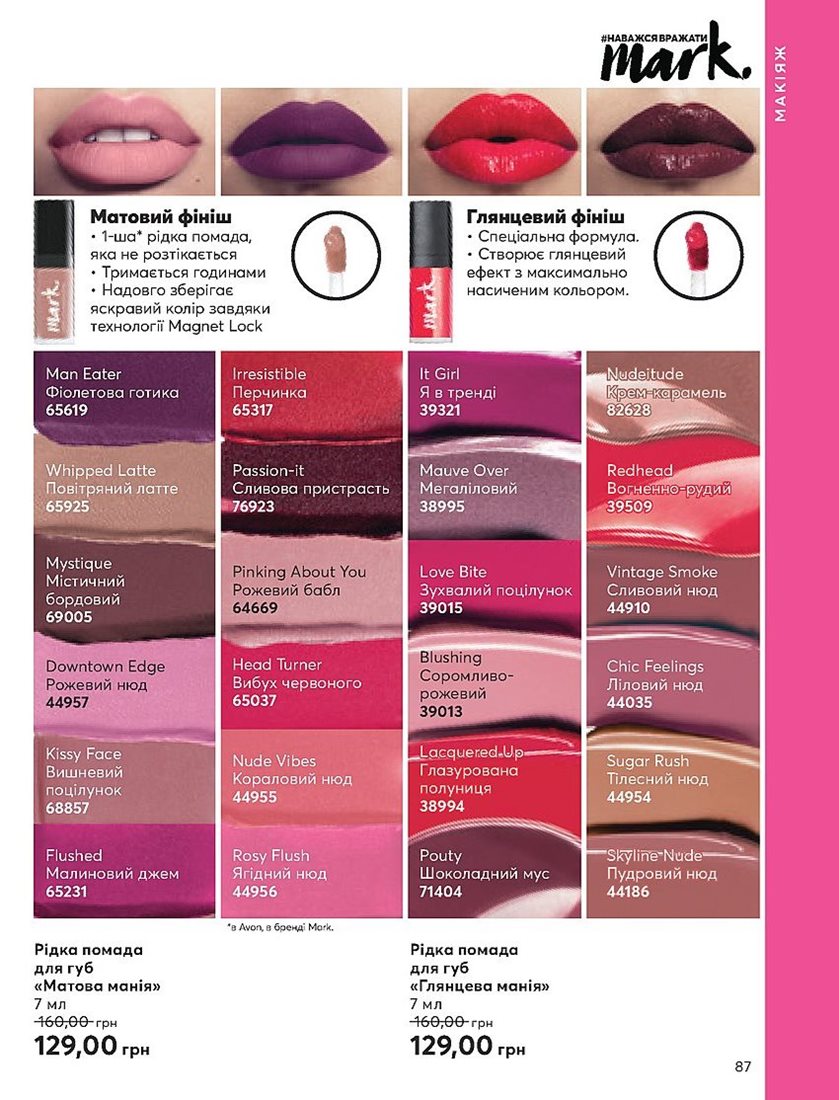 #НАВАЖСЯВРАЖАТИ
mark.
МАКІЯЖ
Матовий фініш
• 1-ша* рідка помада,
яка не розтікається
• Тримається годинами
• Надовго зберігає
яскравий колір завдяки
технології Magnet Lock
mark.
Глянцевий фініш
• Спеціальна формула.
• Створює глянцевий
ефект з максимально
насиченим кольором.
mark.
Man Eater
Фіолетова готика
65619
Whipped Latte
Повітряний латте
65925
Mystique
Містичний
бордовий
69005
Downtown Edge
Рожевий нюд
44957
Kissy Face
Вишневий
поцілунок
68857
Flushed
Малиновий джем
65231
Irresistible
Перчинка
65317
Passion-it
Сливова пристрасть
76923
Pinking About You
Рожевий бабл
64669
Head Turner
Вибух червоного
65037
Nude Vibes
Кораловий нюд
44955
Rosy Flush
Ягідний нюд
44956
It Girl
Я в тренді
39321
Mauve Over
Мегаліловий
38995
Love Bite
Зухвалий поцілунок
39015
Blushing
Соромливо-
рожевий
39013
Lacquered Up
Глазурована
полуниця
38994
Pouty
Шоколадний мус
71404
Nudeitude
Крем-карамель
82628
Redhead
Вогненно-рудий
39509
Vintage Smoke
Сливовий нюд
44910
Chic Feelings
Ліловий нюд
44035
Sugar Rush
Тілесний нюд
44954
Skyline Nude
Пудровий нюд
44186
*в Avon, в бренді Mark.
Рідка помада
для губ
«Матова манія»
7 мл
160,00 грн
129,00 грн
Рідка помада
для губ
«Глянцева манія»
7 мл
160,00 грн
129,00 грн
87